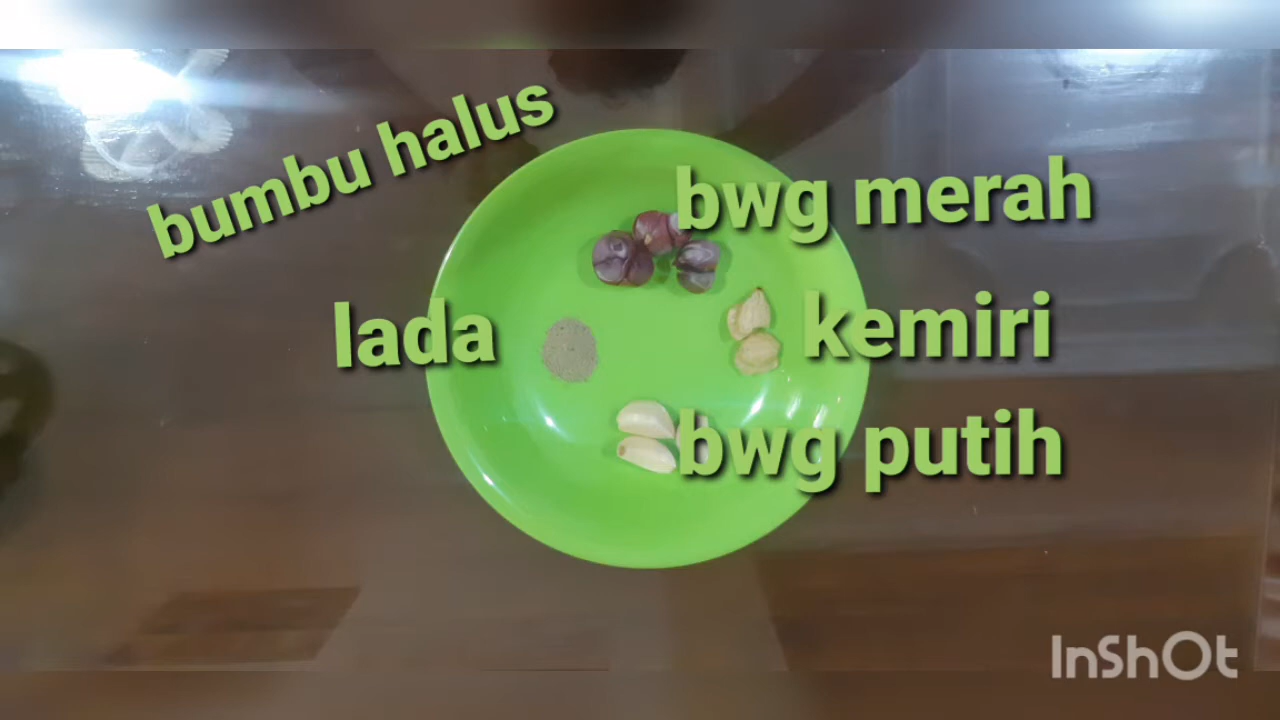 bumbu halus
bwg merah
lada
kemiri
bwg putih
InShOt